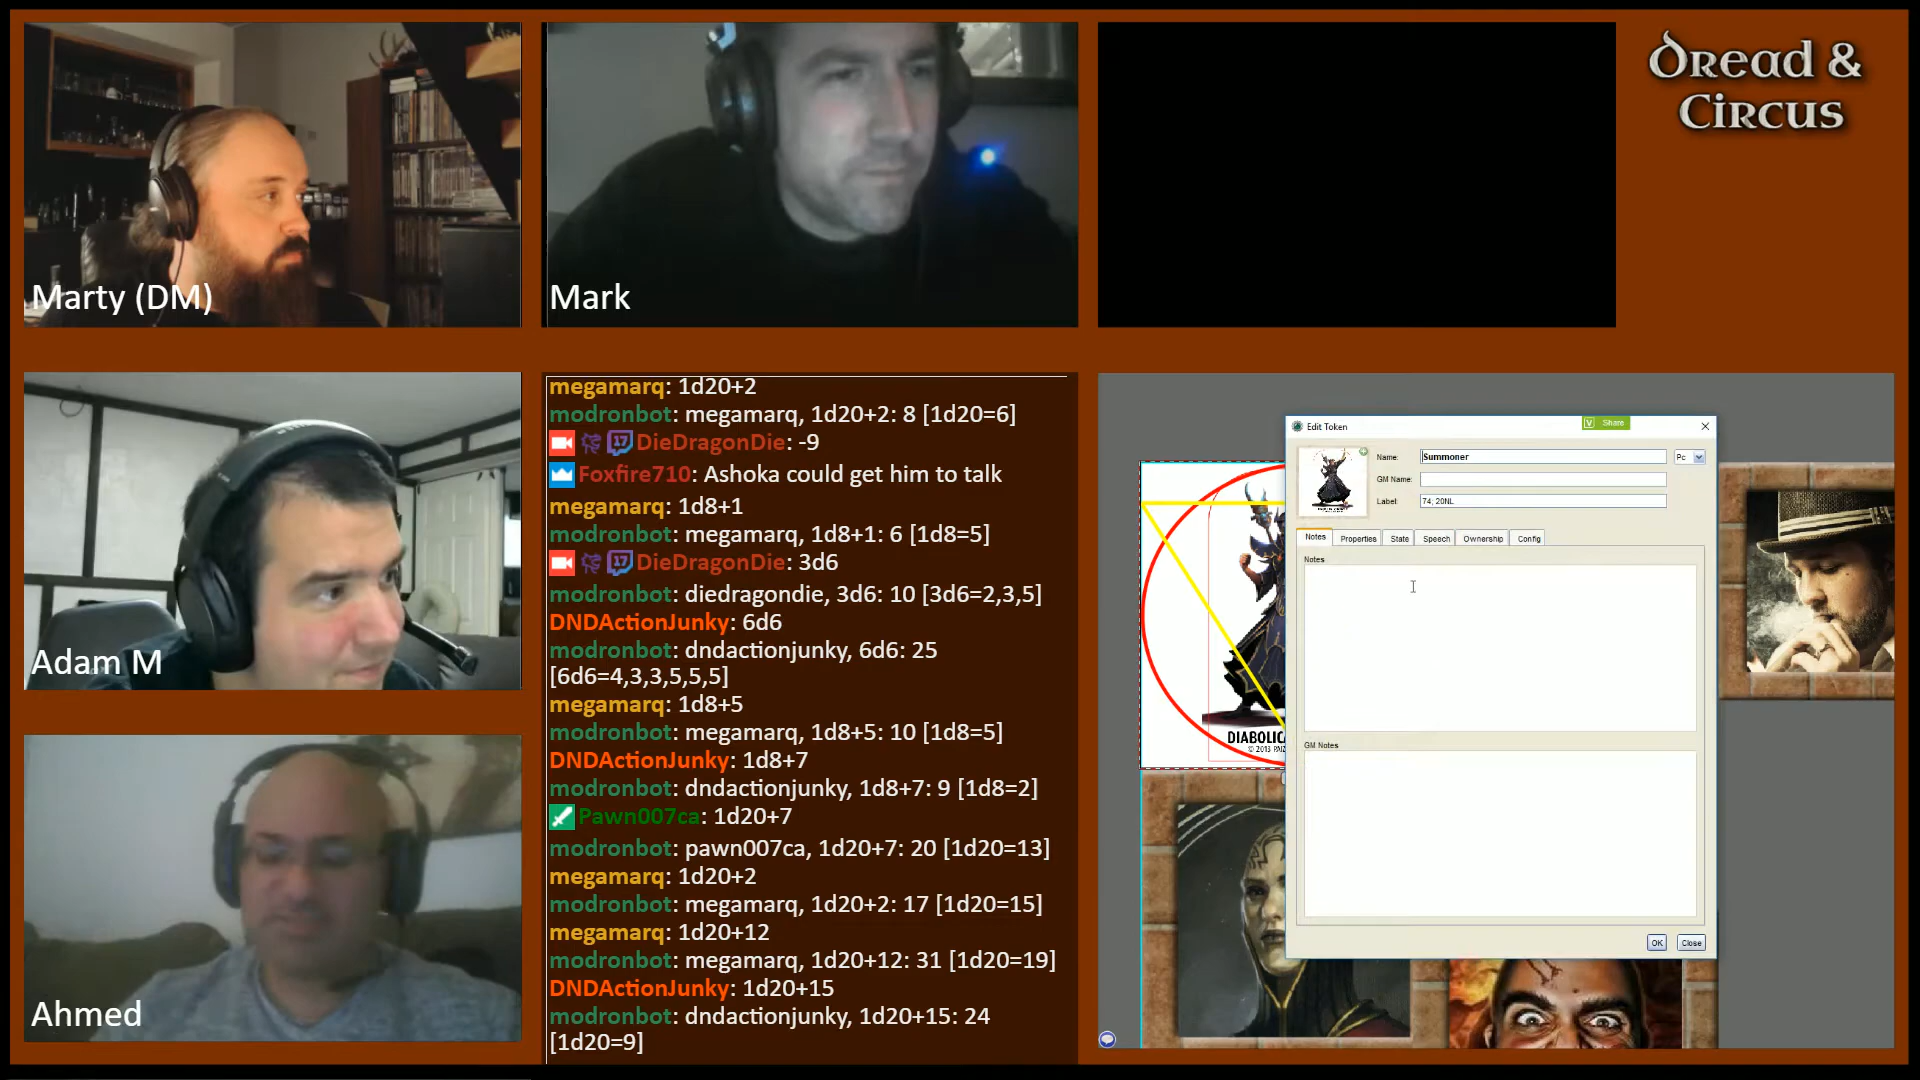 Marty (DM)
Mark
Dread &
Circus
Adam M
Ahmed
megamarq: 1d20+2
modronbot: megamarq, 1d20+2: 8 [1d20=6]
17 DieDragonDie: -9
Foxfire710: Ashoka could get him to talk
megamarq: 1d8+1
modronbot: megamarq, 1d8+1: 6 [1d8=5]
17 DieDragonDie: 3d6
modronbot: diedragondie, 3d6: 10 [3d6=2,3,5]
DNDActionJunky: 6d6
modronbot: dndactionjunky, 6d6: 25
[6d6=4,3,3,5,5,5]
megamarq: 1d8+5
modronbot: megamarq, 1d8+5: 10 [1d8=5]
DNDActionJunky: 1d8+7
modronbot: dndactionjunky, 1d8+7: 9 [1d8=2]
Pawn007ca: 1d20+7
modronbot: pawn007ca, 1d20+7: 20 [1d20=13]
megamarq: 1d20+2
modronbot: megamarq, 1d20+2: 17 [1d20=15]
megamarq: 1d20+12
modronbot: megamarq, 1d20+12: 31 [1d20=19]
DNDActionJunky: 1d20+15
modronbot: dndactionjunky, 1d20+15: 24
[1d20=9]
Edit Token
V Share
Name: Summoner Pc
GM Name:
Label: 74; 20NL
Notes Properties State Speech Ownership Config
Notes
GM Notes
OK Close
DIABOLIC
© 2013 PAIZ